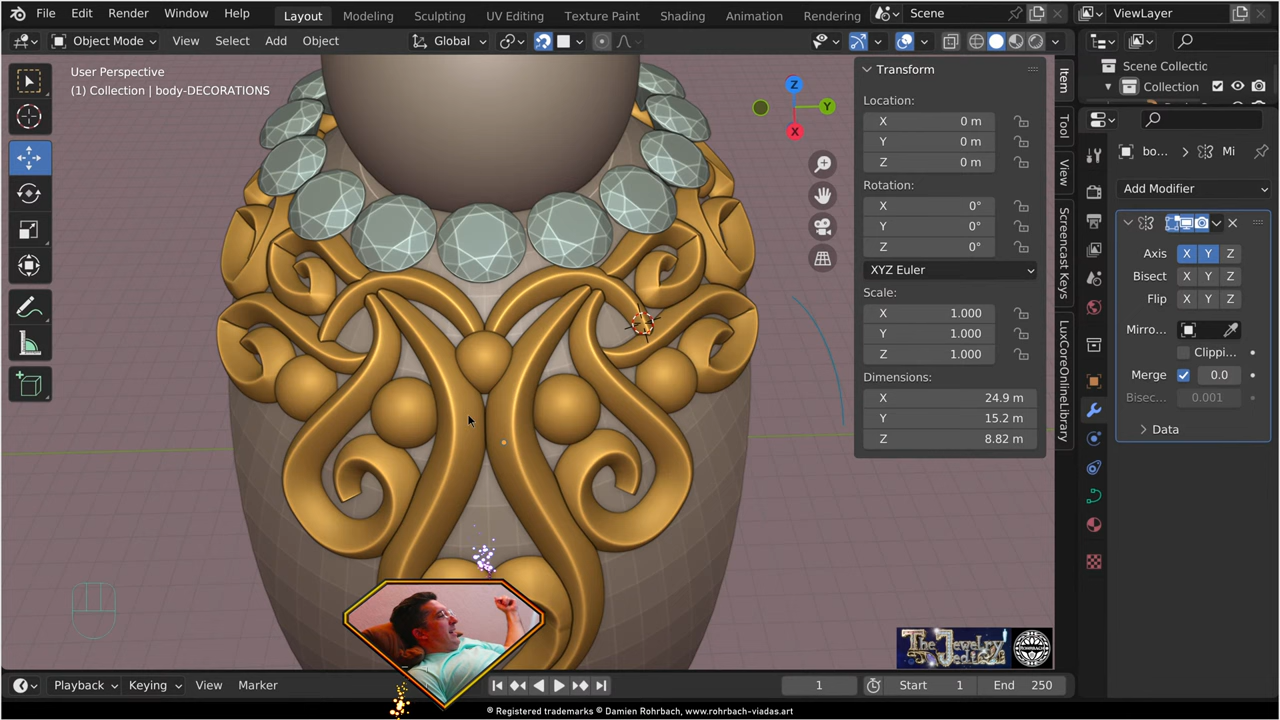 File Edit Render Window Help Layout Modeling Sculpting UV Editing Texture Paint Shading Animation Rendering Scene ViewLayer
Object Mode View Select Add Object Global
User Perspective
(1) Collection | body-DECORATIONS
Z
Y
X
Transform
Location:
X 0 m
Y 0 m
Z 0 m
Rotation:
X 0°
Y 0°
Z 0°
XYZ Euler
Scale:
X 1.000
Y 1.000
Z 1.000
Dimensions:
X 24.9 m
Y 15.2 m
Z 8.82 m
Item
Tool
View
Screencast Keys
LuxCoreOnlineLibrary
Scene Collectic
Collection
bo... Mi
Add Modifier
Axis X Y Z
Bisect X Y Z
Flip X Y Z
Mirro...
Clippi...
Merge 0.0
Bisec... 0.001
Data
The Jewelry
Jedi
ROHRBACH
Playback Keying View Marker 1 Start 1 End 250
® Registered trademarks © Damien Rohrbach, www.rohrbach-viadas.art